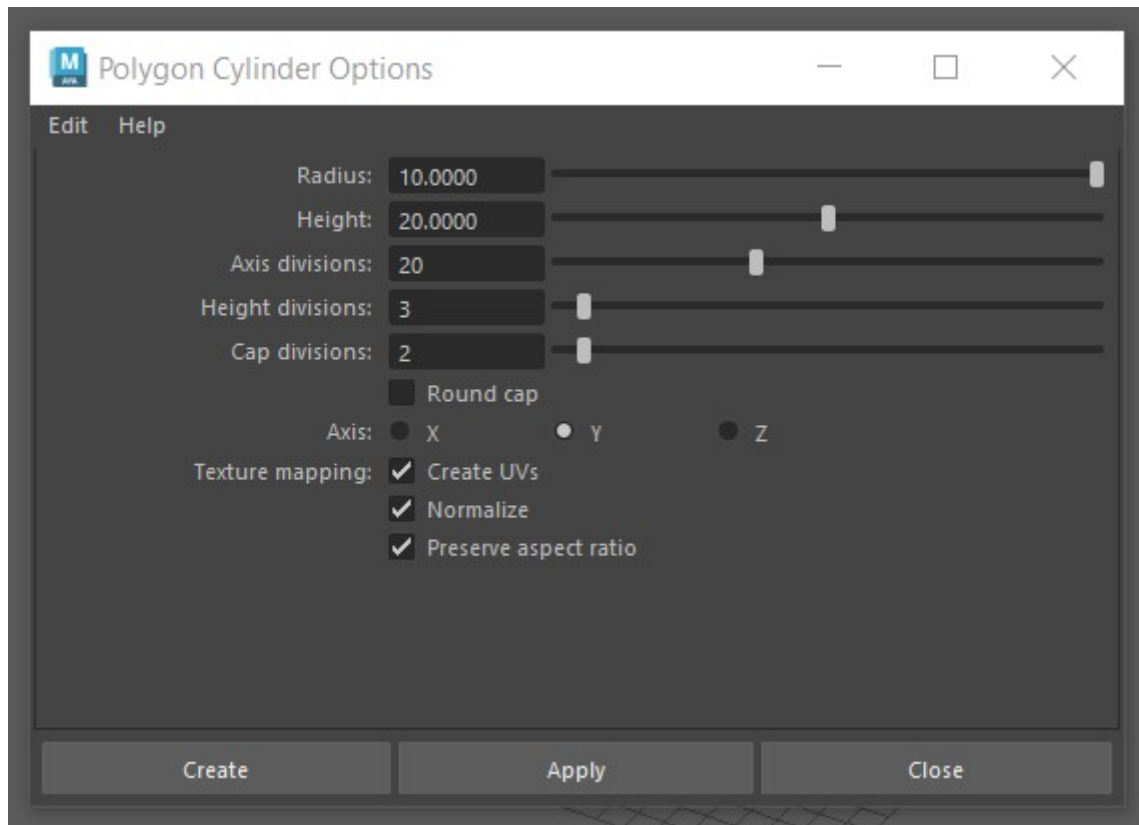 M
AYA
Polygon Cylinder Options
Edit Help
Radius: 10.0000
Height: 20.0000
Axis divisions: 20
Height divisions: 3
Cap divisions: 2
Round cap
Axis: X Y Z
Texture mapping: Create UVs
Normalize
Preserve aspect ratio
Create Apply Close